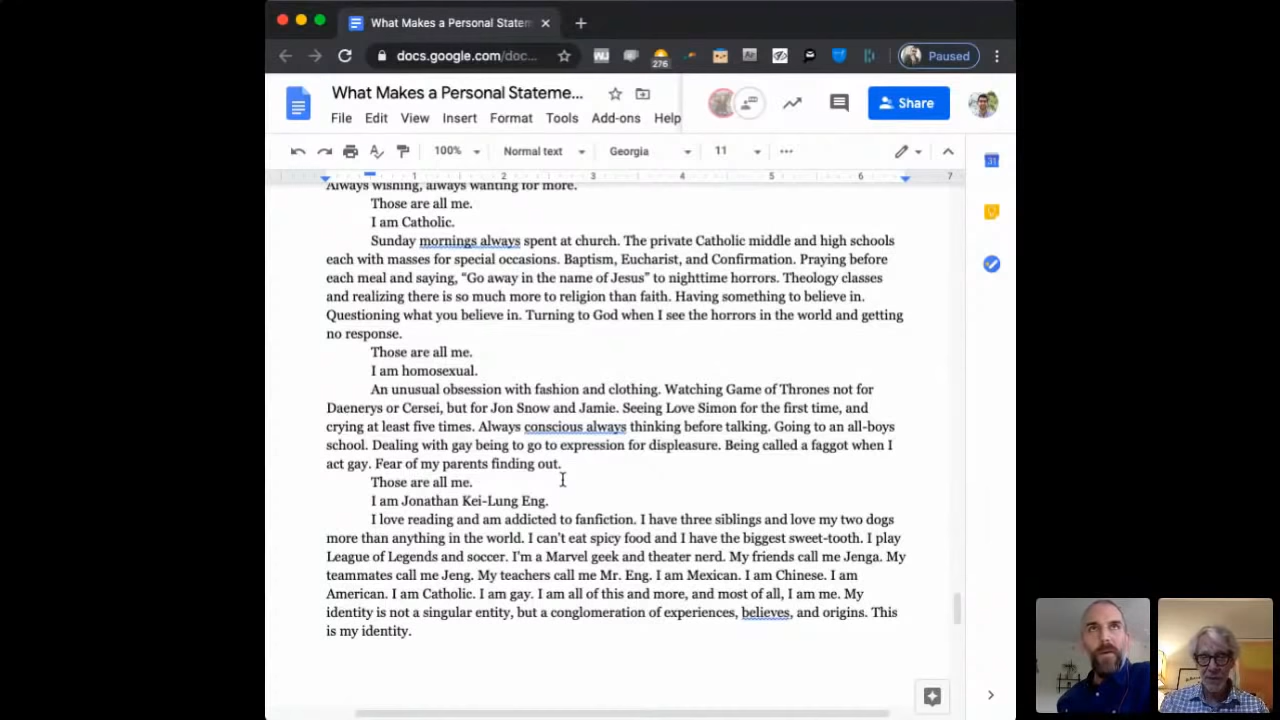 What Makes a Personal Statem
docs.google.com/doc...
276
Paused
What Makes a Personal Stateme...
Share
File Edit View Insert Format Tools Add-ons Help
100% Normal text Georgia 11
1 2 3 4 5 6 7
31
Always wishing, always wanting for more.
Those are all me.
I am Catholic.
Sunday mornings always spent at church. The private Catholic middle and high schools
each with masses for special occasions. Baptism, Eucharist, and Confirmation. Praying before
each meal and saying, “Go away in the name of Jesus” to nighttime horrors. Theology classes
and realizing there is so much more to religion than faith. Having something to believe in.
Questioning what you believe in. Turning to God when I see the horrors in the world and getting
no response.
Those are all me.
I am homosexual.
An unusual obsession with fashion and clothing. Watching Game of Thrones not for
Daenerys or Cersei, but for Jon Snow and Jamie. Seeing Love Simon for the first time, and
crying at least five times. Always conscious always thinking before talking. Going to an all-boys
school. Dealing with gay being to go to expression for displeasure. Being called a faggot when I
act gay. Fear of my parents finding out.
Those are all me.
I am Jonathan Kei-Lung Eng.
I love reading and am addicted to fanfiction. I have three siblings and love my two dogs
more than anything in the world. I can't eat spicy food and I have the biggest sweet-tooth. I play
League of Legends and soccer. I'm a Marvel geek and theater nerd. My friends call me Jenga. My
teammates call me Jeng. My teachers call me Mr. Eng. I am Mexican. I am Chinese. I am
American. I am Catholic. I am gay. I am all of this and more, and most of all, I am me. My
identity is not a singular entity, but a conglomeration of experiences, believes, and origins. This
is my identity.